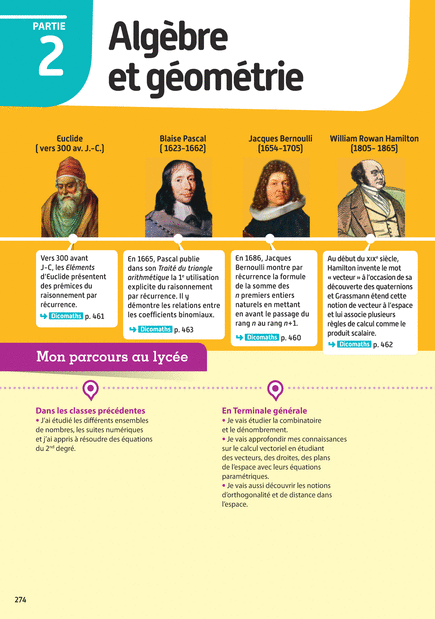 PARTIE
2
Algèbre
et géométrie
Euclide
( vers 300 av. J.-C.)
Vers 300 avant
J-C, les Eléments
d'Euclide présentent
des prémices du
raisonnement par
récurrence.
Dicomaths p. 461
Blaise Pascal
( 1623-1662)
En 1665, Pascal publie
dans son Traité du triangle
arithmétique la 1e utilisation
explicite du raisonnement
par récurrence. Il y
démontre les relations entre
les coefficients binomiaux.
Dicomaths p. 463
Jacques Bernoulli
(1654-1705)
En 1686, Jacques
Bernoulli montre par
récurrence la formule
de la somme des
n premiers entiers
naturels en mettant
en avant le passage du
rang n au rang n+1.
Dicomaths p. 460
William Rowan Hamilton
(1805- 1865)
Au début du XIXe siècle,
Hamilton invente le mot
« vecteur » à l'occasion de sa
découverte des quaternions
et Grassmann étend cette
notion de vecteur à l'espace
et lui associe plusieurs
règles de calcul comme le
produit scalaire.
Dicomaths p. 462
Mon parcours au lycée
Dans les classes précédentes
• J'ai étudié les différents ensembles
de nombres, les suites numériques
et j'ai appris à résoudre des équations
du 2nd degré.
En Terminale générale
• Je vais étudier la combinatoire
et le dénombrement.
• Je vais approfondir mes connaissances
sur le calcul vectoriel en étudiant
des vecteurs, des droites, des plans
de l'espace avec leurs équations
paramétriques.
• Je vais aussi découvrir les notions
d'orthogonalité et de distance dans
l'espace.
274